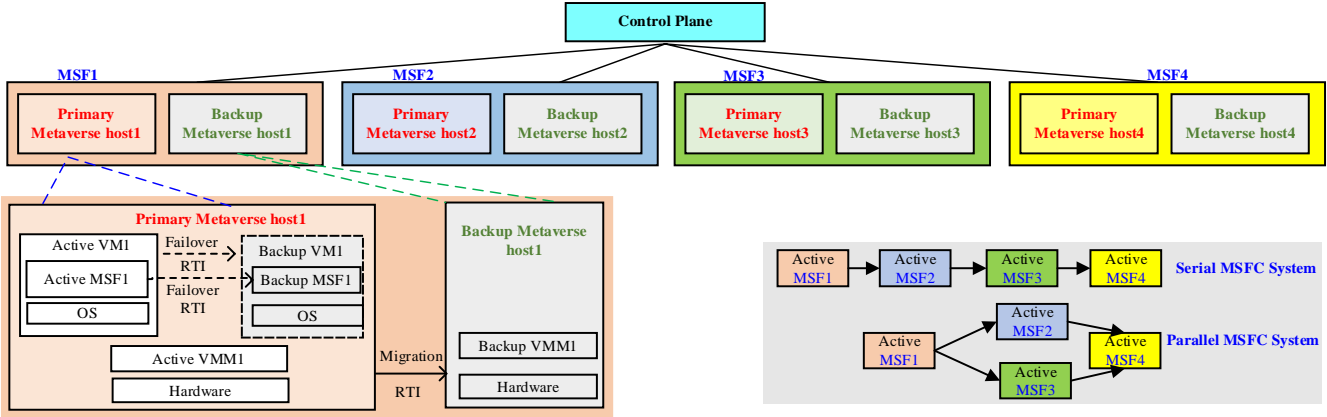 Control Plane
MSF1
MSF2
MSF3
MSF4
Primary
Metaverse host1
Backup
Metaverse host1
Primary
Metaverse host2
Backup
Metaverse host2
Primary
Metaverse host3
Backup
Metaverse host3
Primary
Metaverse host4
Backup
Metaverse host4
Primary Metaverse host1
Active VM1
Active MSF1
OS
Failover
RTI
Failover
RTI
Backup VM1
Backup MSF1
OS
Active VMM1
Hardware
Migration
RTI
Backup Metaverse
host1
Backup VMM1
Hardware
Active
MSF1
Active
MSF2
Active
MSF3
Active
MSF4
Serial MSFC System
Active
MSF1
Active
MSF2
Active
MSF3
Active
MSF4
Parallel MSFC System